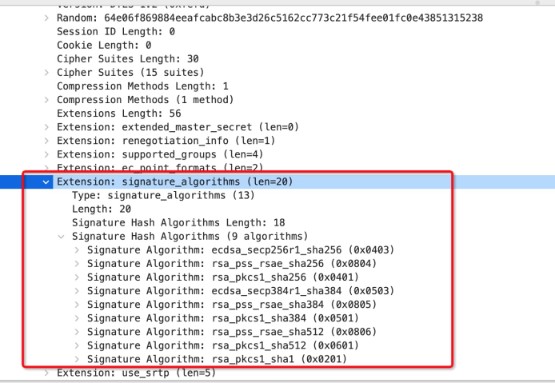 Random: 64e06f869884eeafcabc8b3e3d26c5162cc773c21f54fee01fc0e43851315238
Session ID Length: 0
Cookie Length: 0
Cipher Suites Length: 30
Cipher Suites (15 suites)
Compression Methods Length: 1
Compression Methods (1 method)
Extensions Length: 56
Extension: extended_master_secret (len=0)
Extension: renegotiation_info (len=1)
Extension: supported_groups (len=4)
Extension: ec_point_formats (len=2)
Extension: signature_algorithms (len=20)
Type: signature_algorithms (13)
Length: 20
Signature Hash Algorithms Length: 18
Signature Hash Algorithms (9 algorithms)
Signature Algorithm: ecdsa_secp256r1_sha256 (0x0403)
Signature Algorithm: rsa_pss_rsae_sha256 (0x0804)
Signature Algorithm: rsa_pkcs1_sha256 (0x0401)
Signature Algorithm: ecdsa_secp384r1_sha384 (0x0503)
Signature Algorithm: rsa_pss_rsae_sha384 (0x0805)
Signature Algorithm: rsa_pkcs1_sha384 (0x0501)
Signature Algorithm: rsa_pss_rsae_sha512 (0x0806)
Signature Algorithm: rsa_pkcs1_sha512 (0x0601)
Signature Algorithm: rsa_pkcs1_sha1 (0x0201)
Extension: use_srtp (len=5)